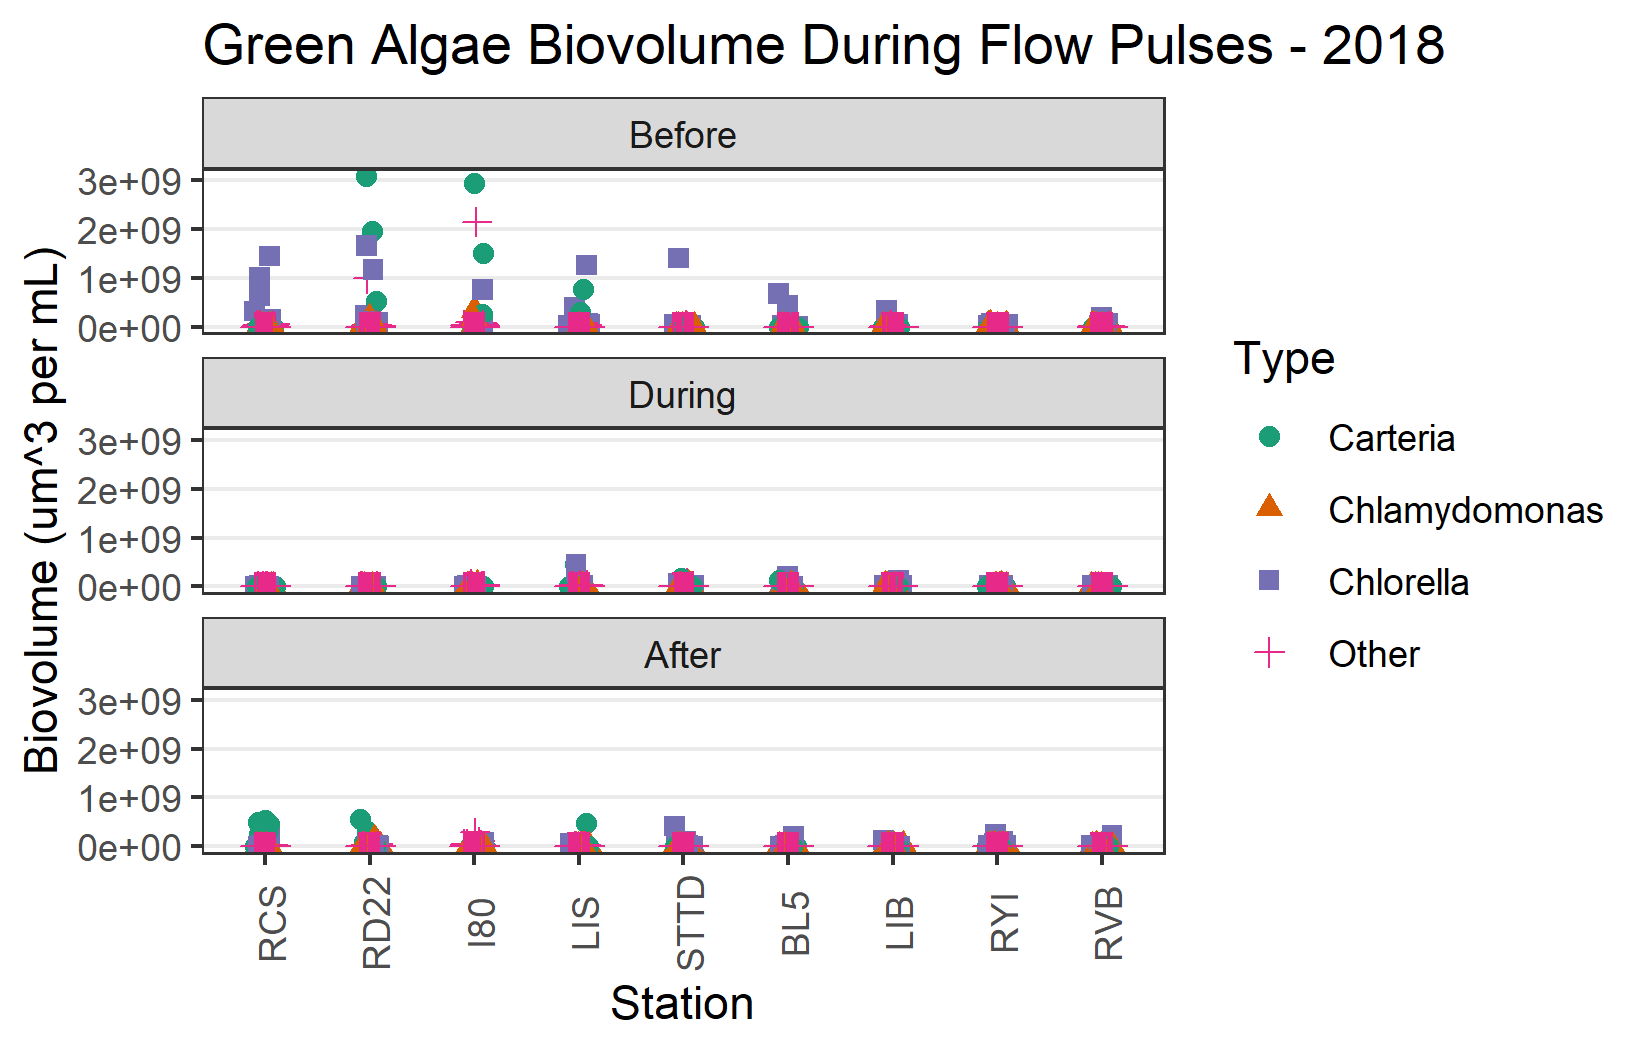 Green Algae Biovolume During Flow Pulses - 2018
Before
3e+09
2e+09
1e+09
0e+00
During
3e+09
2e+09
1e+09
0e+00
After
3e+09
2e+09
1e+09
0e+00
Biovolume (um^3 per mL)
RCS
RD22
I80
LIS
STTD
BL5
LIB
RYI
RVB
Station
Type
Carteria
Chlamydomonas
Chlorella
Other